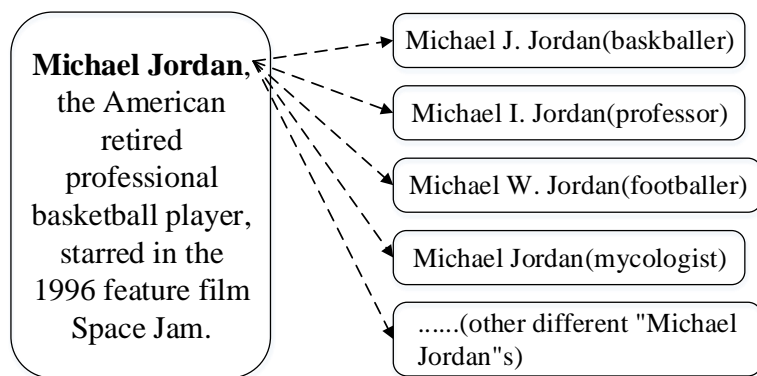 Michael Jordan,
the American
retired
professional
basketball player,
starred in the
1996 feature film
Space Jam.
Michael J. Jordan(baskballer)
Michael I. Jordan(professor)
Michael W. Jordan(footballer)
Michael Jordan(mycologist)
......(other different "Michael
Jordan"s)